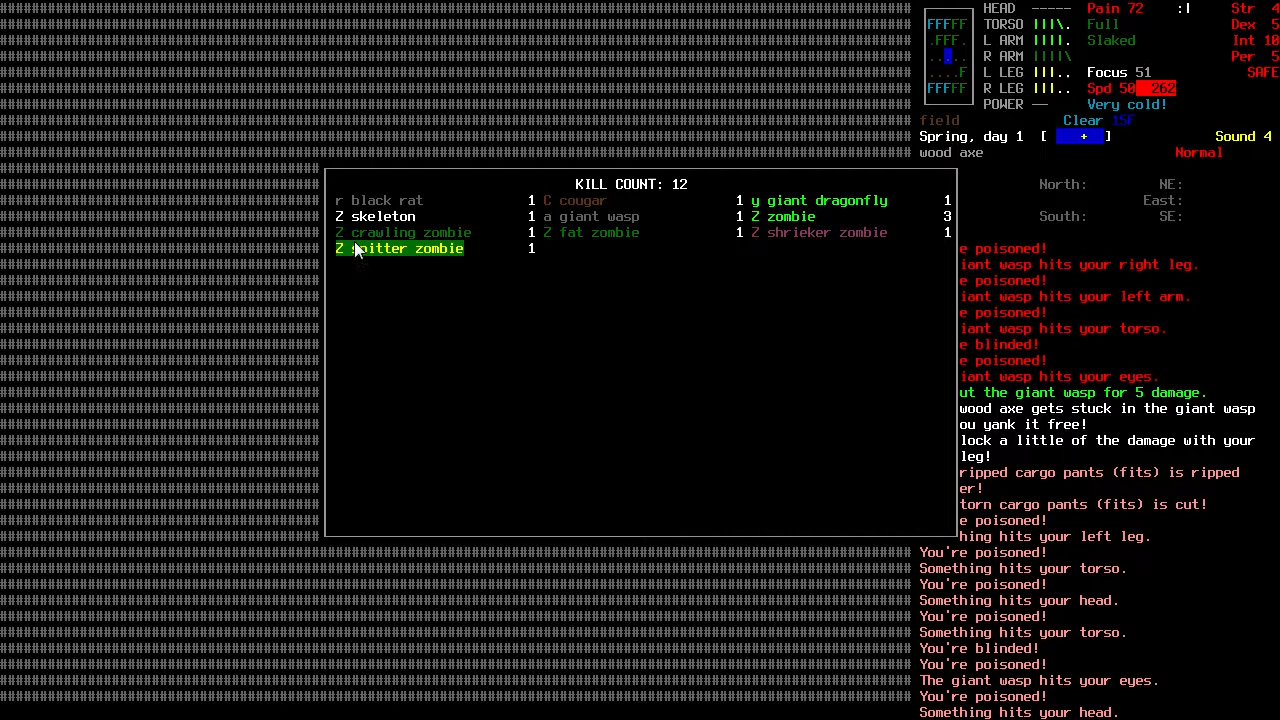 HEAD ----- Pain 72 :| Str 4
FFFFF TORSO |||\. Full Dex 5
.FFF. L ARM ||||. Slaked Int 10
..... R ARM ||||\ Per 5
....F L LEG |||.. Focus 51 SAFE
FFFFF R LEG |||.. Spd 50 262
POWER -- Very cold!
field Clear 15F
Spring, day 1 [ + ] Sound 4
wood axe Normal
KILL COUNT: 12
r black rat 1 C cougar 1 y giant dragonfly 1
Z skeleton 1 a giant wasp 1 Z zombie 3
Z crawling zombie 1 Z fat zombie 1 Z shrieker zombie 1
Z spitter zombie 1
North: NE:
East:
South: SE:
e poisoned!
iant wasp hits your right leg.
e poisoned!
iant wasp hits your left arm.
e poisoned!
iant wasp hits your torso.
e blinded!
e poisoned!
iant wasp hits your eyes.
ut the giant wasp for 5 damage.
wood axe gets stuck in the giant wasp
ou yank it free!
lock a little of the damage with your
leg!
ripped cargo pants (fits) is ripped
er!
torn cargo pants (fits) is cut!
e poisoned!
hing hits your left leg.
You're poisoned!
Something hits your torso.
You're poisoned!
Something hits your head.
You're poisoned!
Something hits your torso.
You're blinded!
You're poisoned!
The giant wasp hits your eyes.
You're poisoned!
Something hits your head.